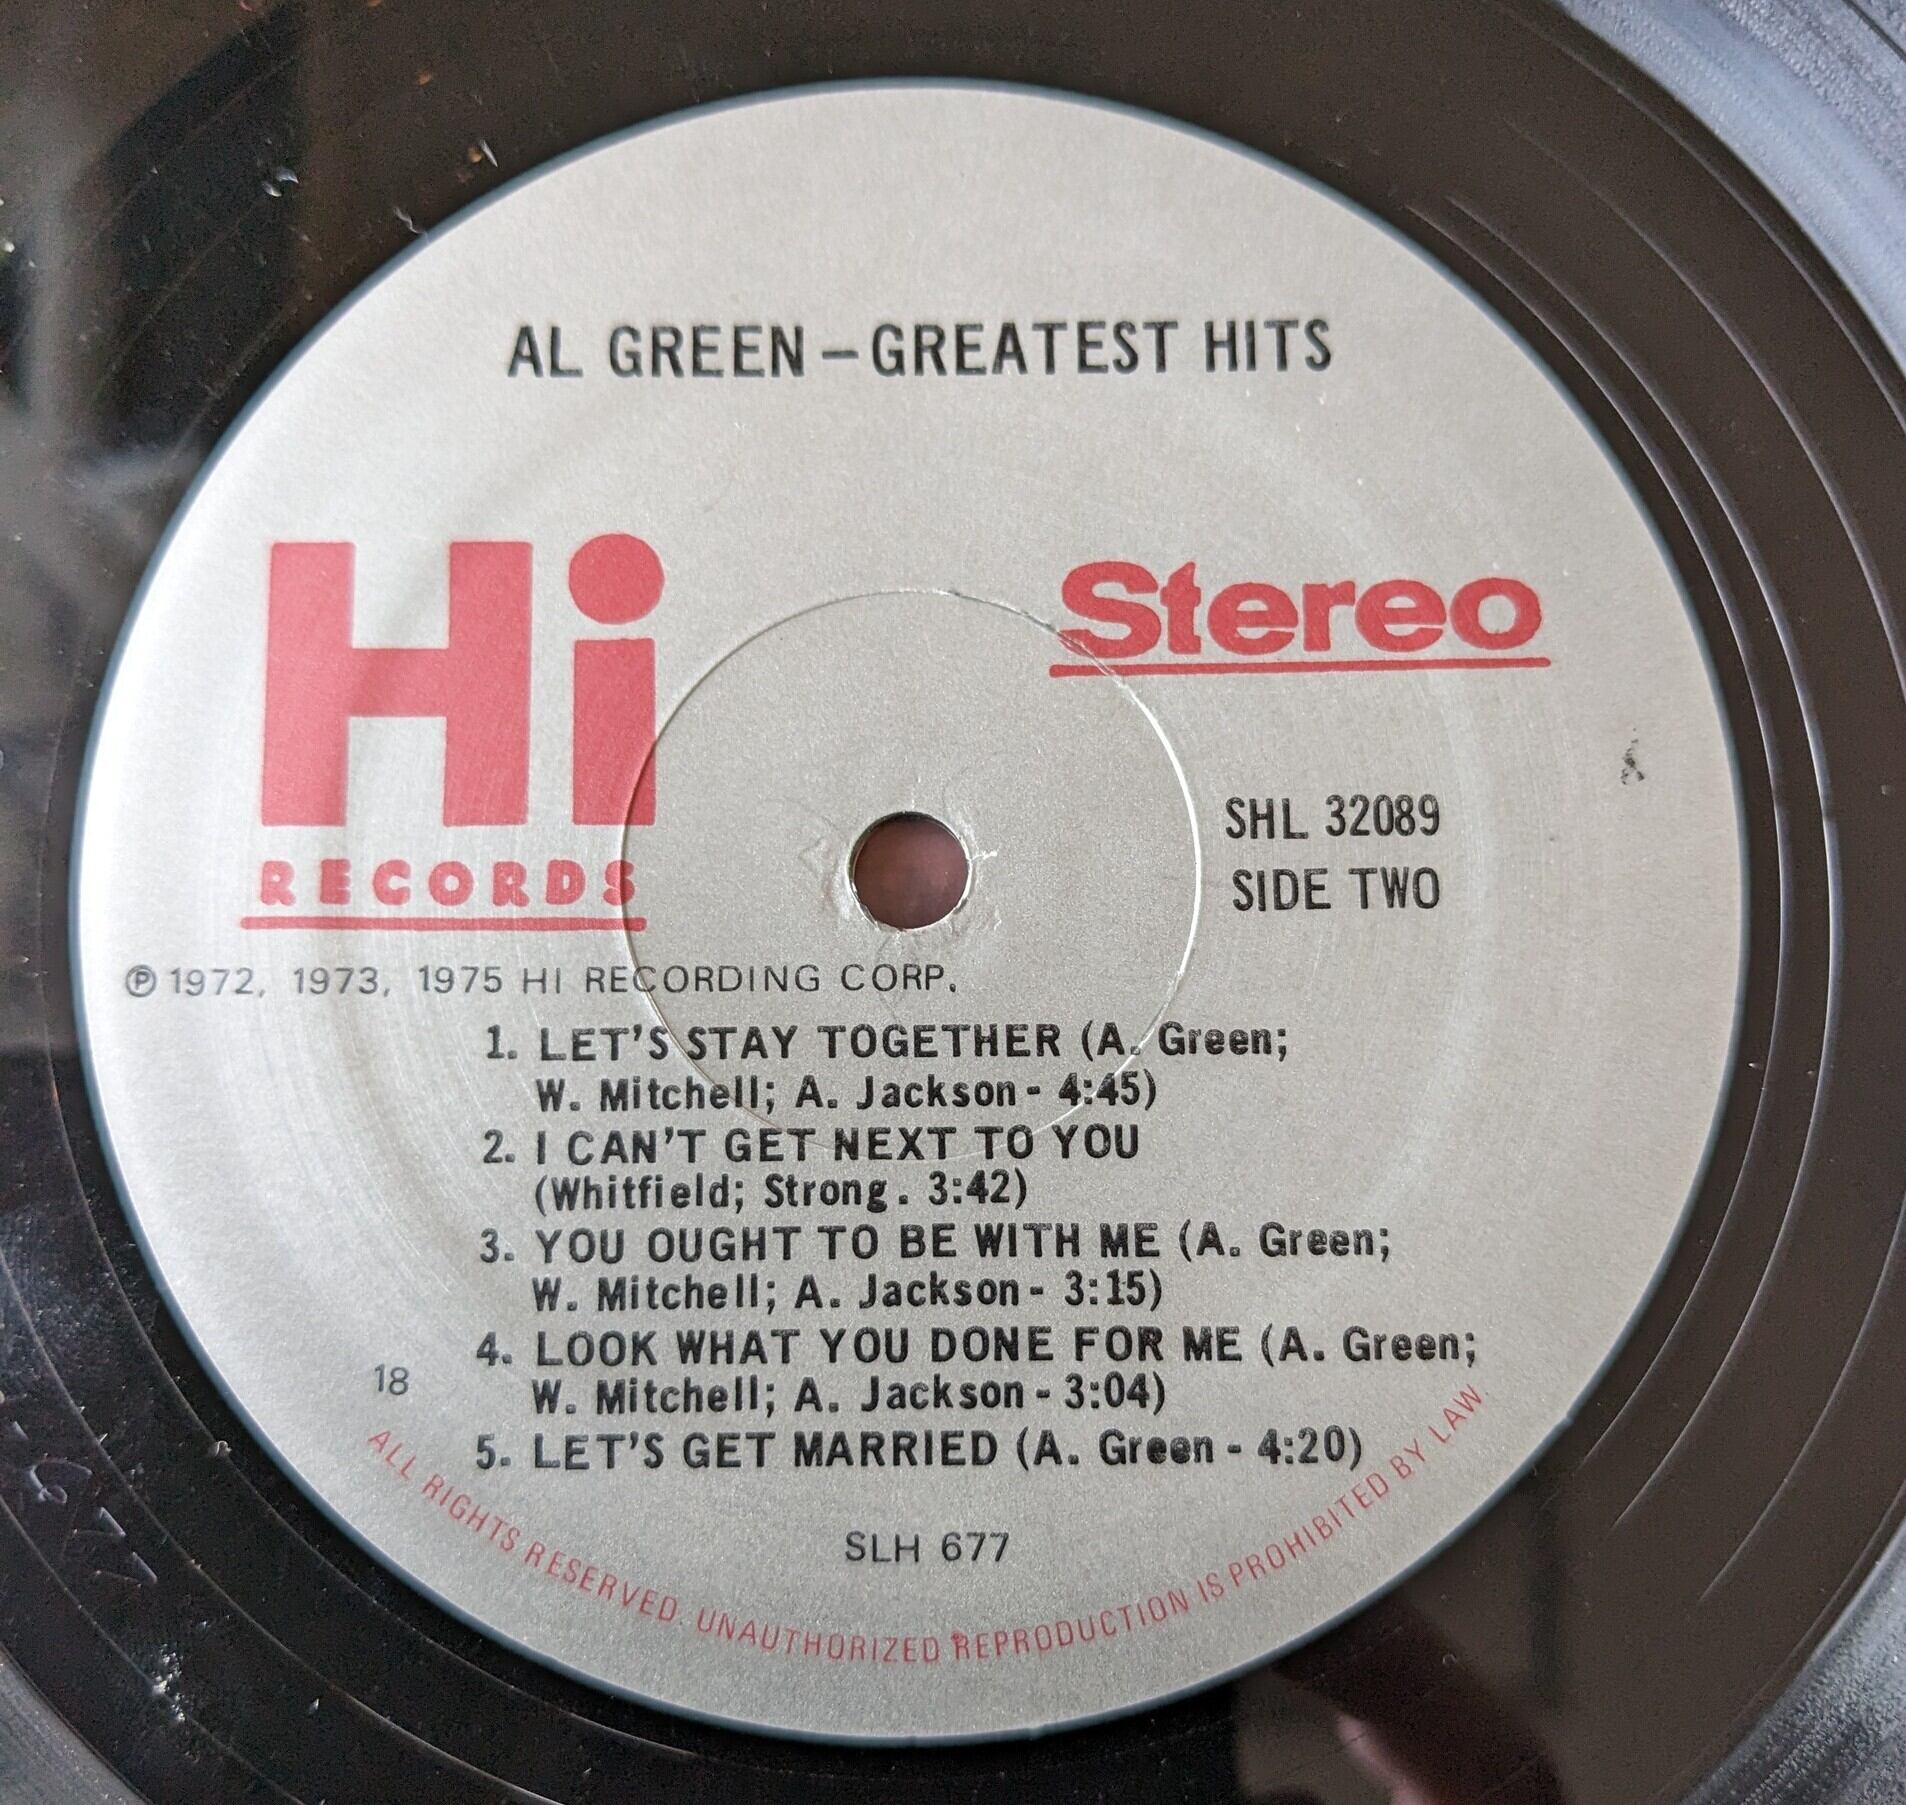 AL GREEN – GREATEST HITS
Hi
RECORDS
Stereo
SHL 32089
SIDE TWO
℗ 1972, 1973, 1975 HI RECORDING CORP.
1. LET'S STAY TOGETHER (A. Green;
W. Mitchell; A. Jackson - 4:45)
2. I CAN'T GET NEXT TO YOU
(Whitfield; Strong. 3:42)
3. YOU OUGHT TO BE WITH ME (A. Green;
W. Mitchell; A. Jackson - 3:15)
4. LOOK WHAT YOU DONE FOR ME (A. Green;
W. Mitchell; A. Jackson - 3:04)
18
5. LET'S GET MARRIED (A. Green - 4:20)
SLH 677
ALL RIGHTS RESERVED. UNAUTHORIZED REPRODUCTION IS PROHIBITED BY LAW.